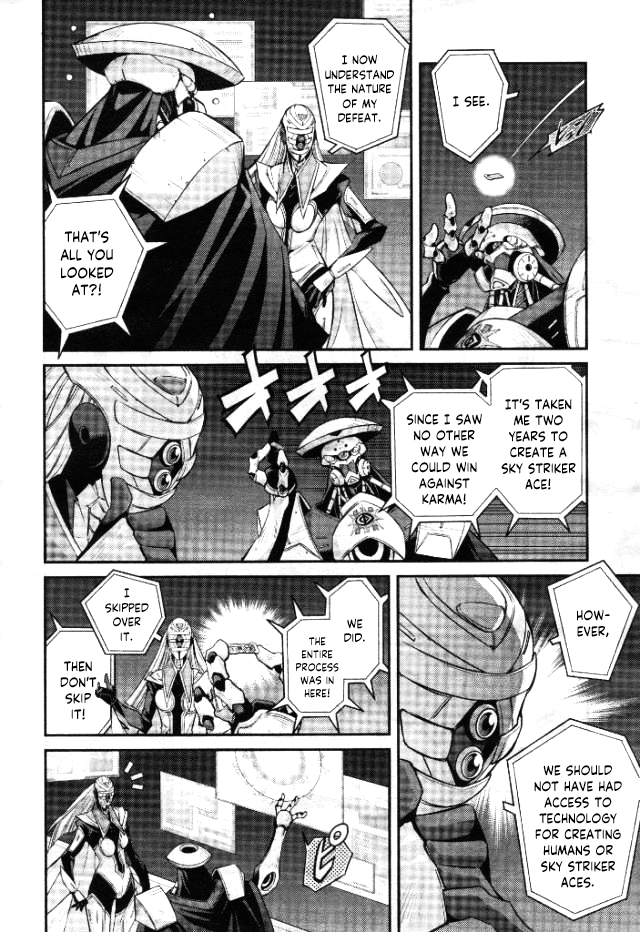 I SEE.
I NOW
UNDERSTAND
THE NATURE
OF MY
DEFEAT.
THAT'S
ALL YOU
LOOKED
AT?!
IT'S TAKEN
ME TWO
YEARS TO
CREATE A
SKY STRIKER
ACE!
SINCE I SAW
NO OTHER
WAY WE
COULD WIN
AGAINST
KARMA!
HOW-
EVER,
WE SHOULD
NOT HAVE HAD
ACCESS TO
TECHNOLOGY
FOR CREATING
HUMANS OR
SKY STRIKER
ACES.
WE
DID.
THE
ENTIRE
PROCESS
WAS IN
HERE!
I
SKIPPED
OVER
IT.
THEN
DON'T
SKIP
IT!